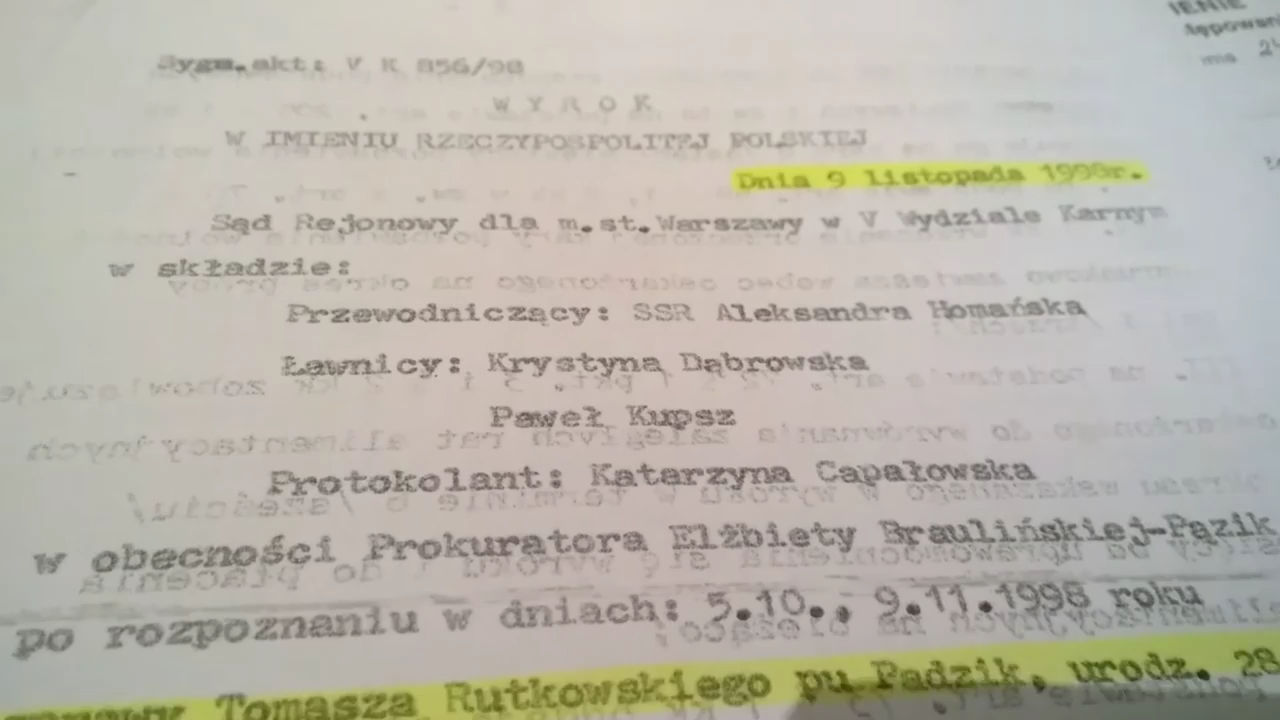 Sygn.akt: V K 856/98
W Y R O K
W IMIENIU RZECZYPOSPOLITEJ POLSKIEJ
Dnia 9 listopada 1998r.
Sąd Rejonowy dla m.st.Warszawy w V Wydziale Karnym
w składzie:
Przewodniczący: SSR Aleksandra Homańska
Ławnicy: Krystyna Dąbrowska
Paweł Kupsz
Protokolant: Katarzyna Capałowska
w obecności Prokuratora Elżbiety Braulińskiej-Pązik
po rozpoznaniu w dniach: 5.10., 9.11.1998 roku
Tomasza Rutkowskiego pu Padzik, urodz. 28